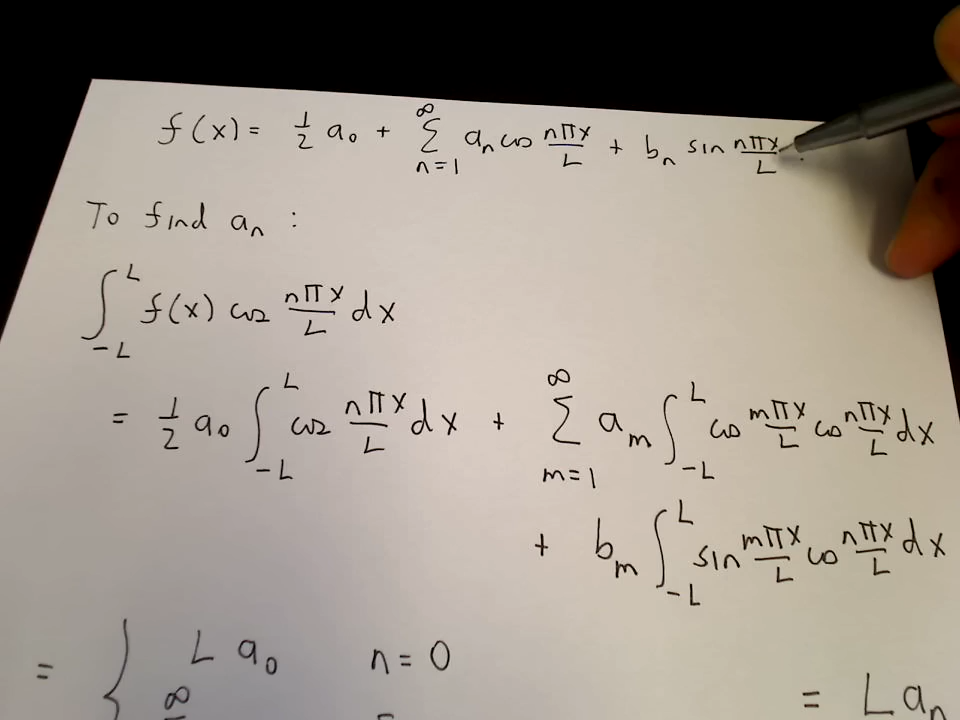 f(x) = 1/2 a₀ + ∑_{n=1}^{∞} aₙ cos nπx/L + bₙ sin nπx/L
To find aₙ :
∫_{-L}^{L} f(x) cos nπx/L dx
= 1/2 a₀ ∫_{-L}^{L} cos nπx/L dx + ∑_{m=1}^{∞} aₘ ∫_{-L}^{L} cos mπx/L cos nπx/L dx
+ bₘ ∫_{-L}^{L} sin mπx/L cos nπx/L dx
= { L a₀ n = 0
∞
= L aₙ